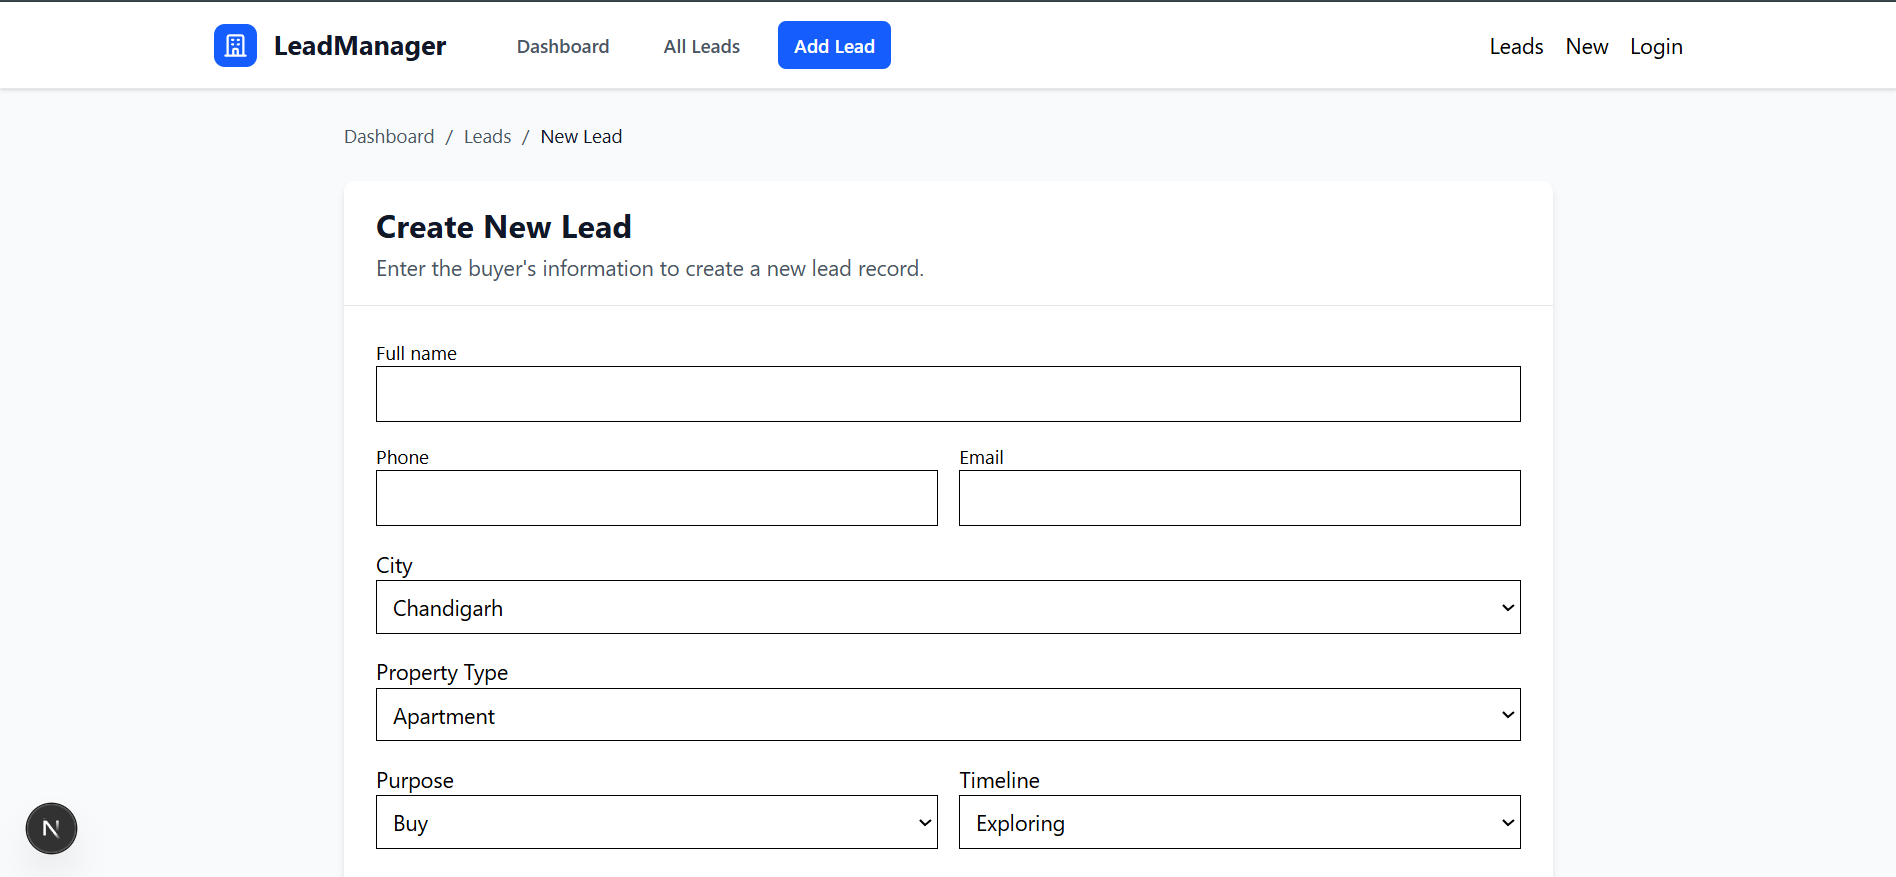 LeadManager Dashboard All Leads Add Lead Leads New Login
Dashboard / Leads / New Lead
Create New Lead
Enter the buyer's information to create a new lead record.
Full name
Phone Email
City
Chandigarh
Property Type
Apartment
Purpose Timeline
Buy Exploring
N